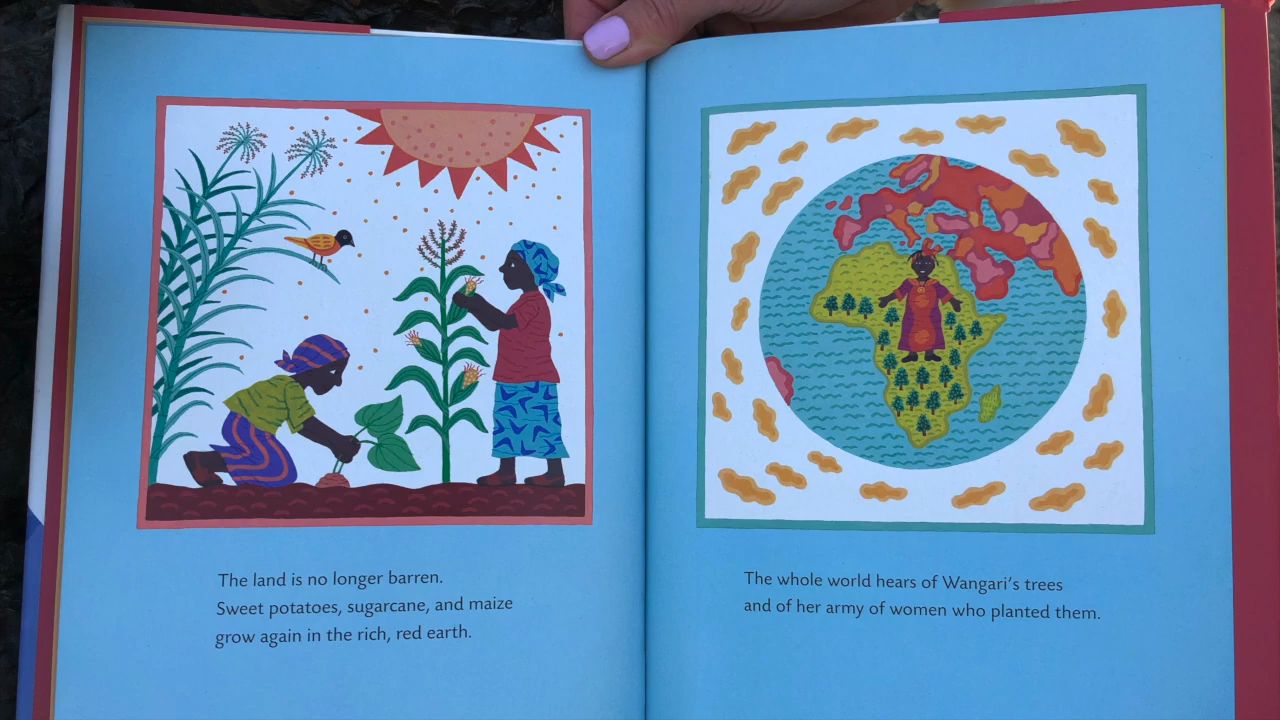 The land is no longer barren.
Sweet potatoes, sugarcane, and maize
grow again in the rich, red earth.
The whole world hears of Wangari's trees
and of her army of women who planted them.